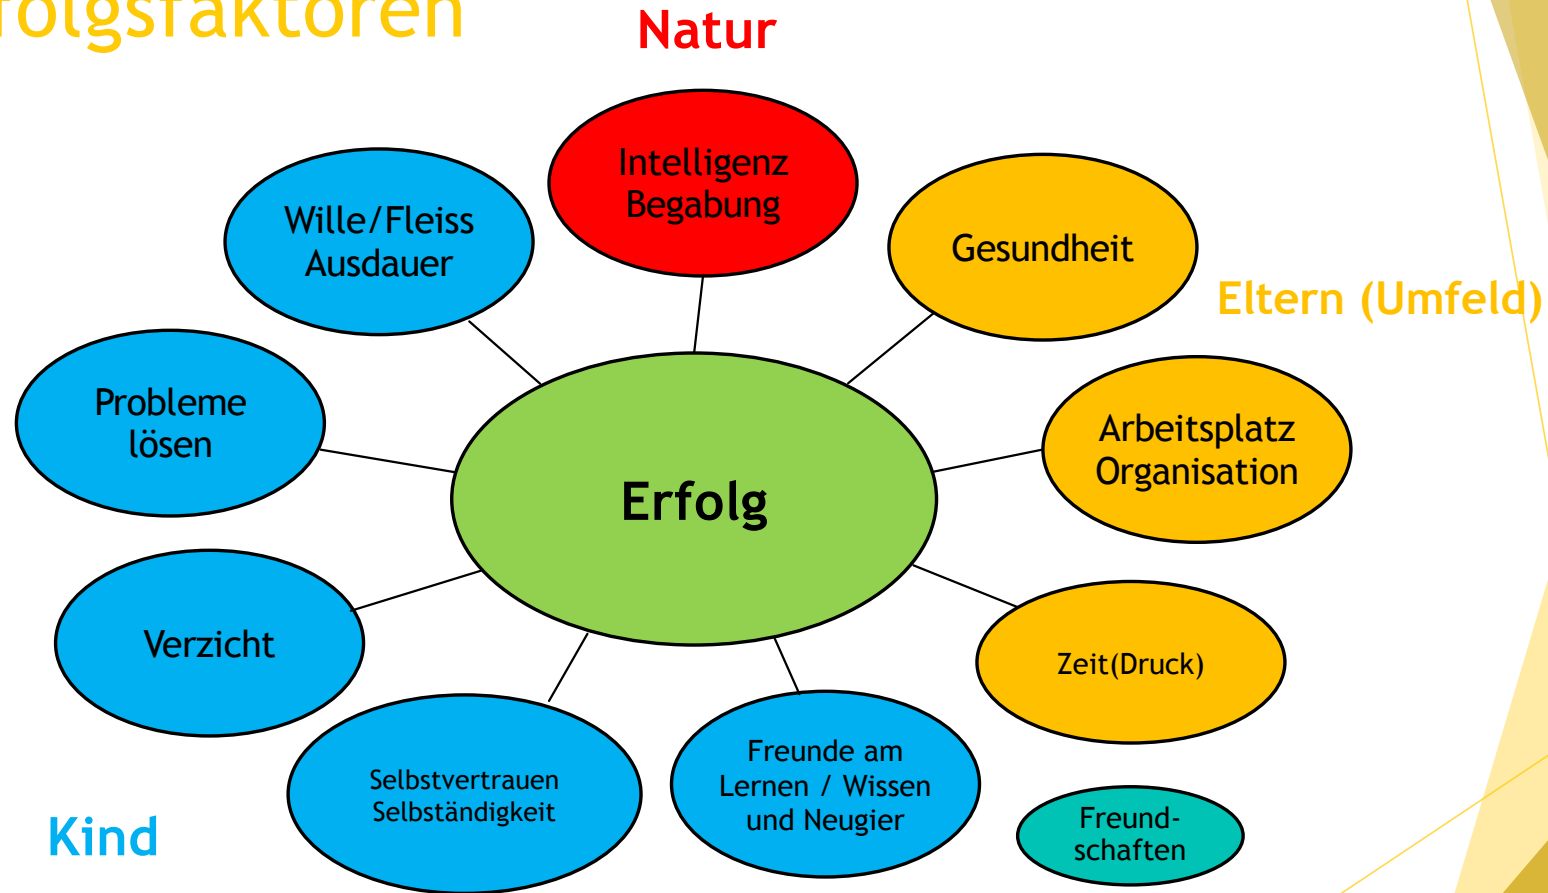 folgsfaktoren
Natur
Intelligenz
Begabung
Wille/Fleiss
Ausdauer
Gesundheit
Eltern (Umfeld)
Probleme
lösen
Arbeitsplatz
Organisation
Erfolg
Verzicht
Zeit(Druck)
Selbstvertrauen
Selbständigkeit
Freunde am
Lernen / Wissen
und Neugier
Freund-
schaften
Kind